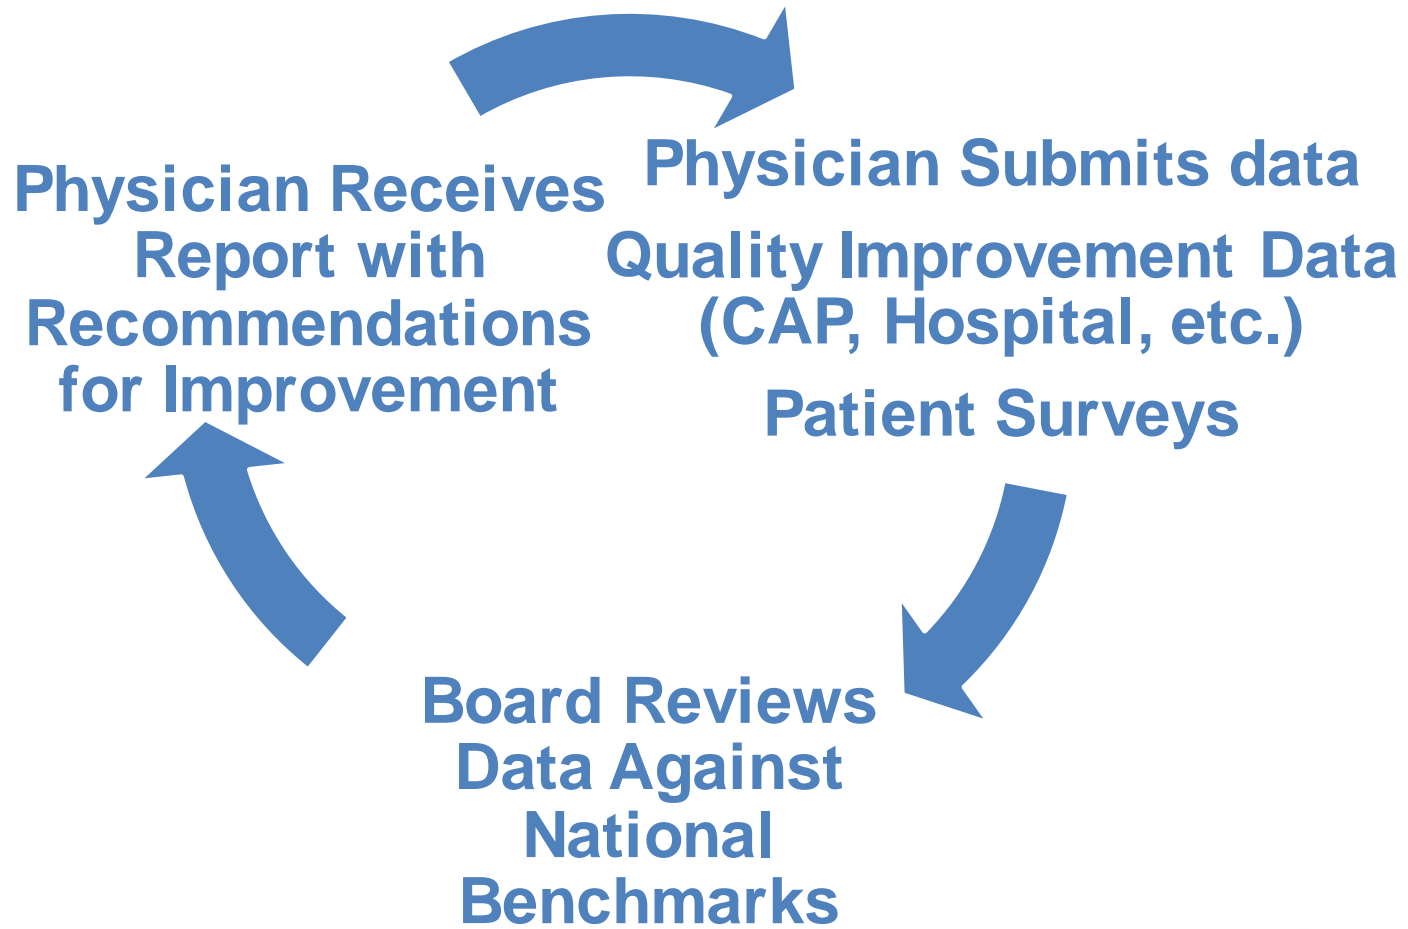 Physician Receives
Report with
Recommendations
for Improvement
Physician Submits data
Quality Improvement Data
(CAP, Hospital, etc.)
Patient Surveys
Board Reviews
Data Against
National
Benchmarks